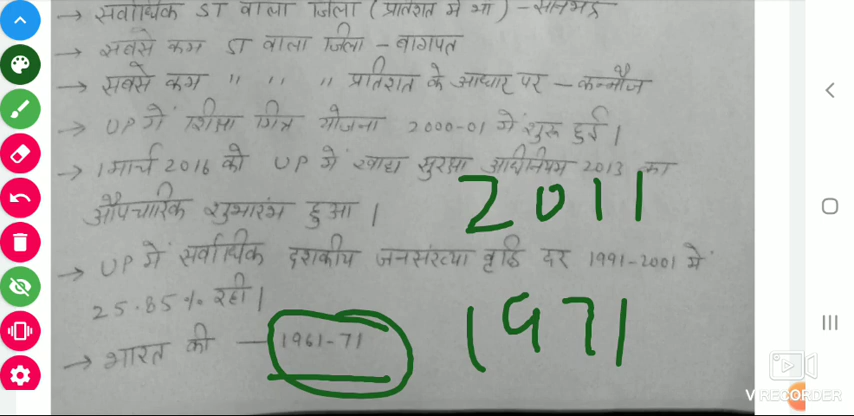 → सर्वाधिक ST वाला जिला (प्रतिशत में भी) – सोनभद्र
→ सबसे कम ST वाला जिला – बागपत
→ सबसे कम " " " प्रतिशत के आधार पर – कन्नौज
→ UP में शिक्षा मित्र योजना 2000-01 में शुरू हुई।
→ 1 मार्च 2016 को UP में खाद्य सुरक्षा अधिनियम 2013 का
औपचारिक शुभारंभ हुआ।
2011
→ UP में सर्वाधिक दशकीय जनसंख्या वृद्धि दर 1991-2001 में
25.85% रही।
→ भारत की – 1961-71
1971
V RECORDER